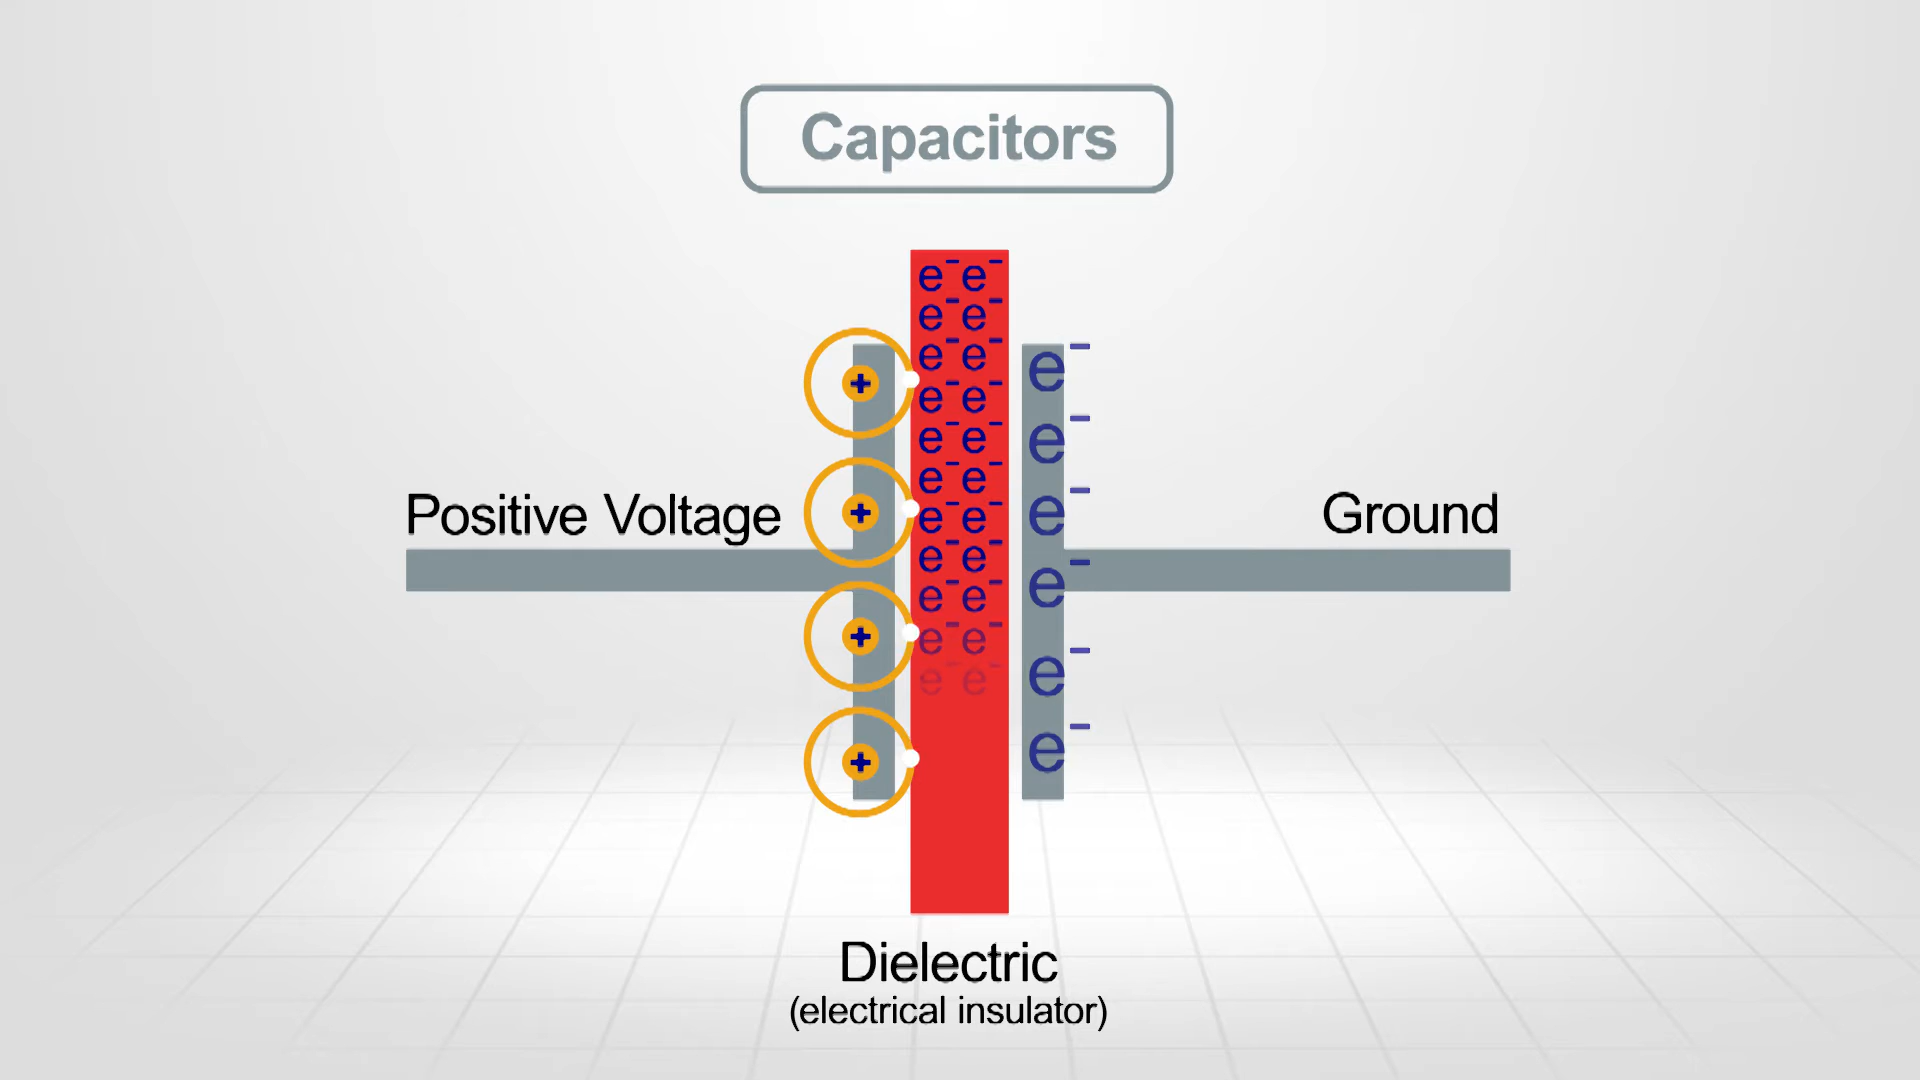 Capacitors
e⁻ e⁻
e⁻ e⁻
e⁻ e⁻ e⁻
+
e⁻ e⁻
e⁻ e⁻ e⁻
e⁻ e⁻
Positive Voltage + e⁻ e⁻ e⁻ Ground
e⁻ e⁻
e⁻ e⁻ e⁻
+ e⁻ e⁻
e⁻ e⁻ e⁻
+ e⁻
Dielectric
(electrical insulator)